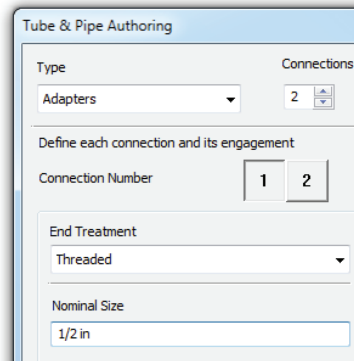 Tube & Pipe Authoring
Type Connections
Adapters 2
Define each connection and its engagement
Connection Number 1 2
End Treatment
Threaded
Nominal Size
1/2 in